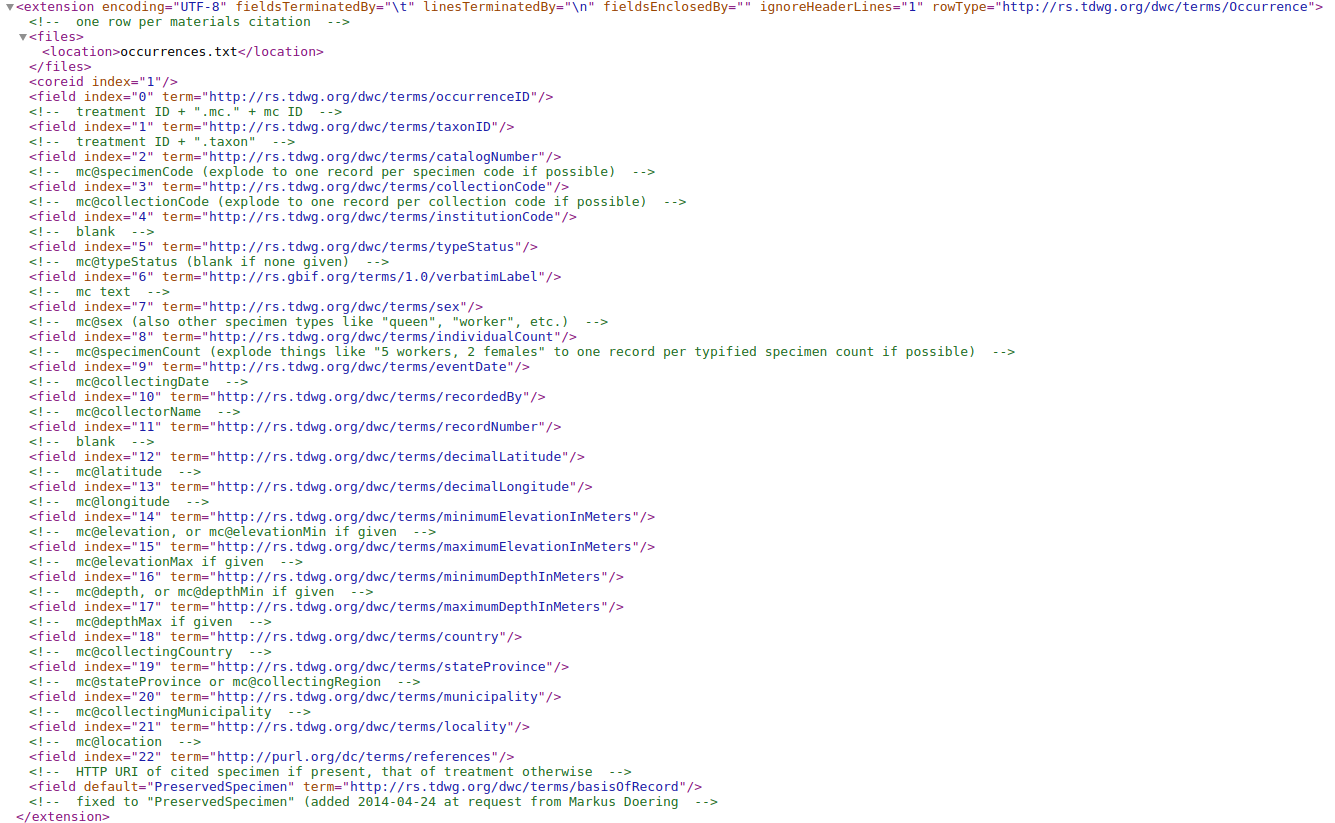 ▼<extension encoding="UTF-8" fieldsTerminatedBy="\t" linesTerminatedBy="\n" fieldsEnclosedBy="" ignoreHeaderLines="1" rowType="http://rs.tdwg.org/dwc/terms/Occurrence">
<!-- one row per materials citation -->
▼<files>
<location>occurrences.txt</location>
</files>
<coreid index="1"/>
<field index="0" term="http://rs.tdwg.org/dwc/terms/occurrenceID"/>
<!-- treatment ID + ".mc." + mc ID -->
<field index="1" term="http://rs.tdwg.org/dwc/terms/taxonID"/>
<!-- treatment ID + ".taxon" -->
<field index="2" term="http://rs.tdwg.org/dwc/terms/catalogNumber"/>
<!-- mc@specimenCode (explode to one record per specimen code if possible) -->
<field index="3" term="http://rs.tdwg.org/dwc/terms/collectionCode"/>
<!-- mc@collectionCode (explode to one record per collection code if possible) -->
<field index="4" term="http://rs.tdwg.org/dwc/terms/institutionCode"/>
<!-- blank -->
<field index="5" term="http://rs.tdwg.org/dwc/terms/typeStatus"/>
<!-- mc@typeStatus (blank if none given) -->
<field index="6" term="http://rs.gbif.org/terms/1.0/verbatimLabel"/>
<!-- mc text -->
<field index="7" term="http://rs.tdwg.org/dwc/terms/sex"/>
<!-- mc@sex (also other specimen types like "queen", "worker", etc.) -->
<field index="8" term="http://rs.tdwg.org/dwc/terms/individualCount"/>
<!-- mc@specimenCount (explode things like "5 workers, 2 females" to one record per typified specimen count if possible) -->
<field index="9" term="http://rs.tdwg.org/dwc/terms/eventDate"/>
<!-- mc@collectingDate -->
<field index="10" term="http://rs.tdwg.org/dwc/terms/recordedBy"/>
<!-- mc@collectorName -->
<field index="11" term="http://rs.tdwg.org/dwc/terms/recordNumber"/>
<!-- blank -->
<field index="12" term="http://rs.tdwg.org/dwc/terms/decimalLatitude"/>
<!-- mc@latitude -->
<field index="13" term="http://rs.tdwg.org/dwc/terms/decimalLongitude"/>
<!-- mc@longitude -->
<field index="14" term="http://rs.tdwg.org/dwc/terms/minimumElevationInMeters"/>
<!-- mc@elevation, or mc@elevationMin if given -->
<field index="15" term="http://rs.tdwg.org/dwc/terms/maximumElevationInMeters"/>
<!-- mc@elevationMax if given -->
<field index="16" term="http://rs.tdwg.org/dwc/terms/minimumDepthInMeters"/>
<!-- mc@depth, or mc@depthMin if given -->
<field index="17" term="http://rs.tdwg.org/dwc/terms/maximumDepthInMeters"/>
<!-- mc@depthMax if given -->
<field index="18" term="http://rs.tdwg.org/dwc/terms/country"/>
<!-- mc@collectingCountry -->
<field index="19" term="http://rs.tdwg.org/dwc/terms/stateProvince"/>
<!-- mc@stateProvince or mc@collectingRegion -->
<field index="20" term="http://rs.tdwg.org/dwc/terms/municipality"/>
<!-- mc@collectingMunicipality -->
<field index="21" term="http://rs.tdwg.org/dwc/terms/locality"/>
<!-- mc@location -->
<field index="22" term="http://purl.org/dc/terms/references"/>
<!-- HTTP URI of cited specimen if present, that of treatment otherwise -->
<field default="PreservedSpecimen" term="http://rs.tdwg.org/dwc/terms/basisOfRecord"/>
<!-- fixed to "PreservedSpecimen" (added 2014-04-24 at request from Markus Doering -->
</extension>